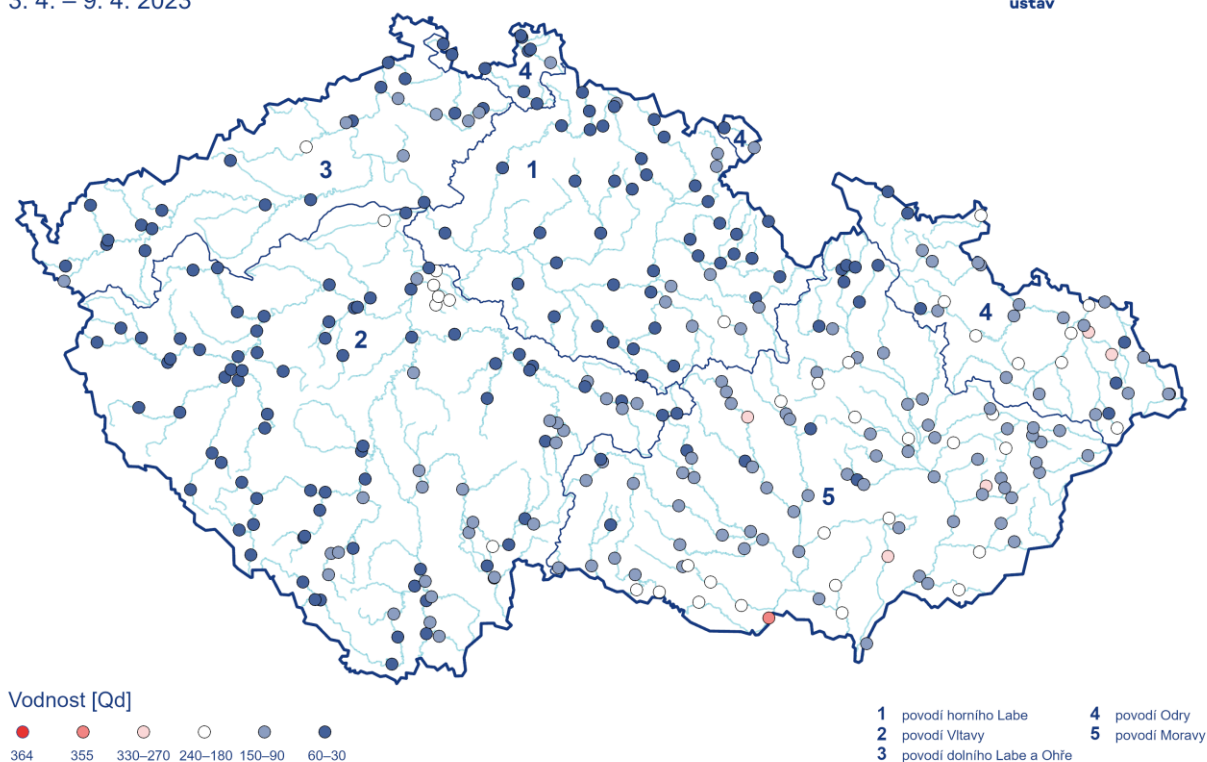 3. 4. – 9. 4. 2023
ústav
4
4
3
1
4
2
5
Vodnost [Qd]
364 355 330–270 240–180 150–90 60–30
1 povodí horního Labe
2 povodí Vltavy
3 povodí dolního Labe a Ohře
4 povodí Odry
5 povodí Moravy